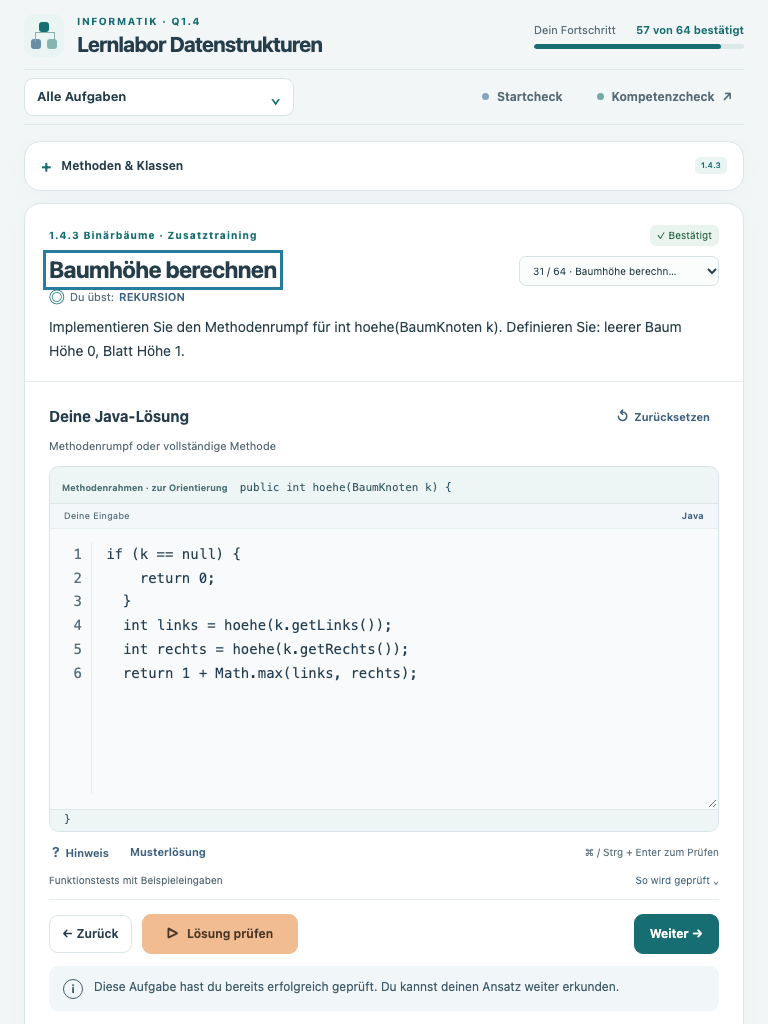 INFORMATIK · Q1.4
Lernlabor Datenstrukturen
Dein Fortschritt 57 von 64 bestätigt
Alle Aufgaben
Startcheck
Kompetenzcheck ↗
+ Methoden & Klassen
1.4.3
1.4.3 Binärbäume · Zusatztraining
✓ Bestätigt
Baumhöhe berechnen
31 / 64 · Baumhöhe berechn...
Du übst: REKURSION
Implementieren Sie den Methodenrumpf für int hoehe(BaumKnoten k). Definieren Sie: leerer Baum
Höhe 0, Blatt Höhe 1.
Deine Java-Lösung
Zurücksetzen
Methodenrumpf oder vollständige Methode
Methodenrahmen · zur Orientierung public int hoehe(BaumKnoten k) {
Deine Eingabe
Java
1 if (k == null) {
2     return 0;
3   }
4   int links = hoehe(k.getLinks());
5   int rechts = hoehe(k.getRechts());
6   return 1 + Math.max(links, rechts);
}
? Hinweis
Musterlösung
⌘ / Strg + Enter zum Prüfen
Funktionstests mit Beispieleingaben
So wird geprüft
← Zurück
Lösung prüfen
Weiter →
Diese Aufgabe hast du bereits erfolgreich geprüft. Du kannst deinen Ansatz weiter erkunden.